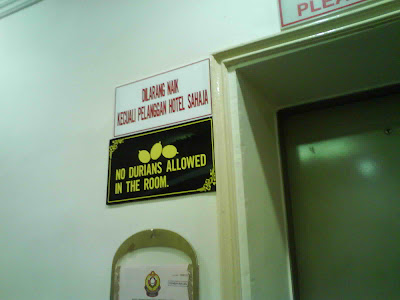 PLEA
DILARANG NAIK
KECUALI PELANGGAN HOTEL SAHAJA
NO DURIANS ALLOWED
IN THE ROOM.